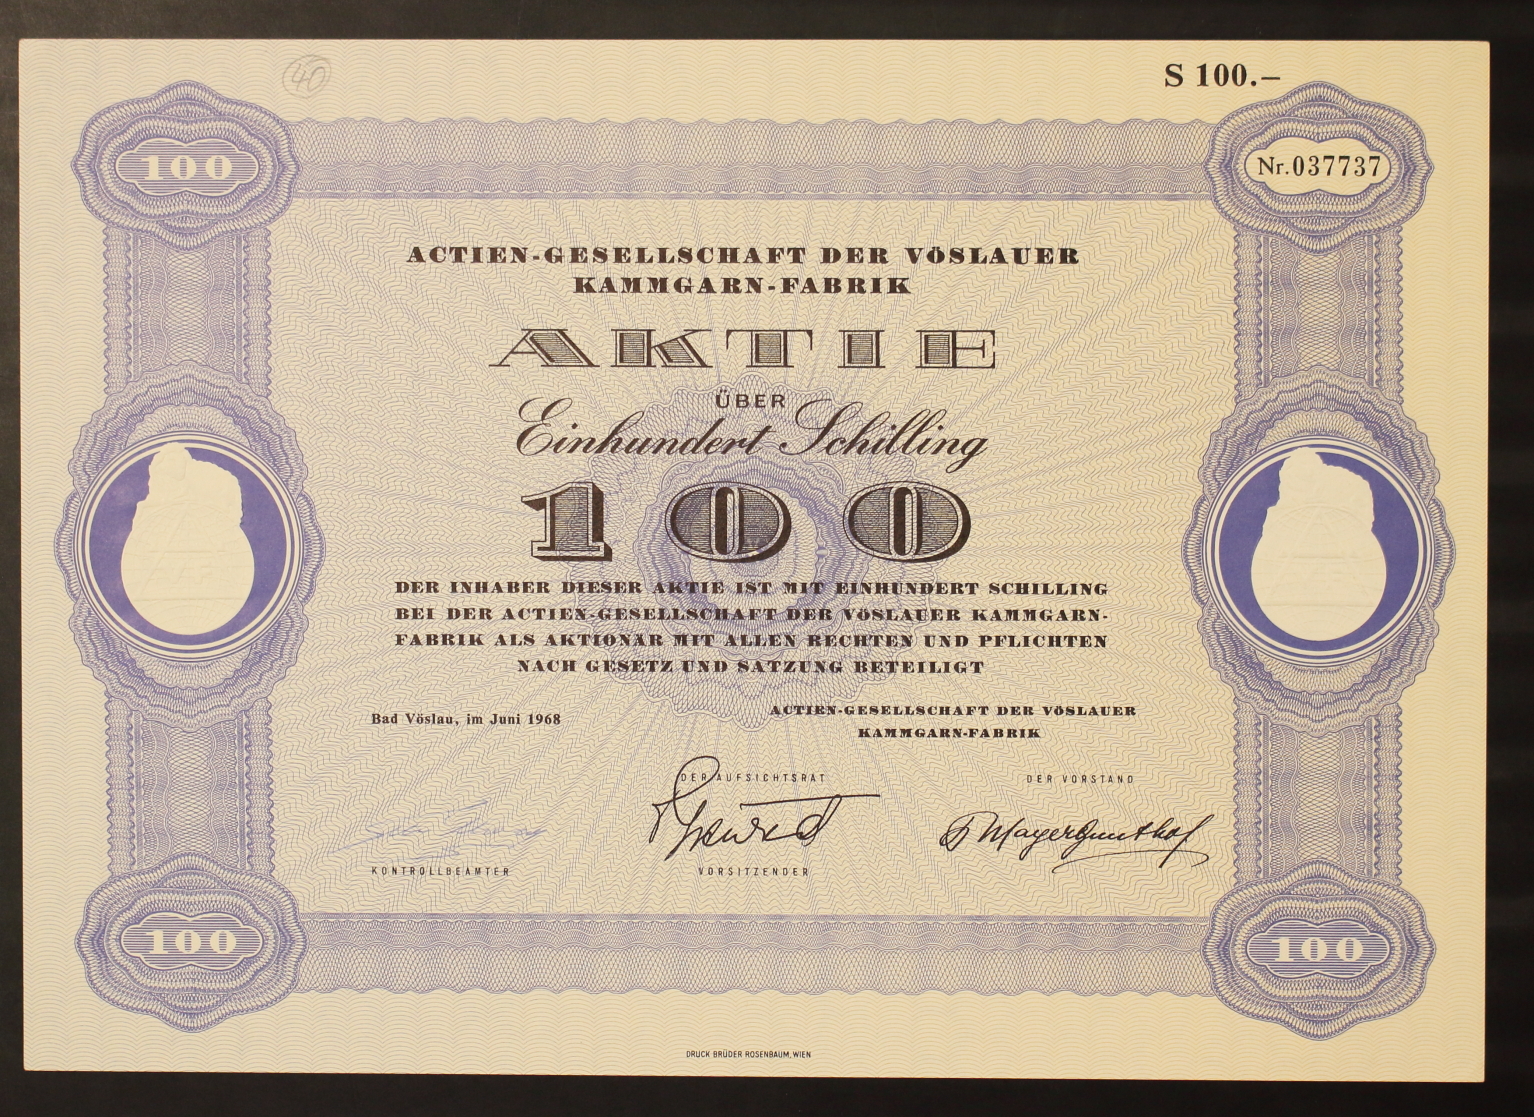 40
S 100.–
100
Nr. 037737
ACTIEN-GESELLSCHAFT DER VÖSLAUER
KAMMGARN-FABRIK
AKTIE
ÜBER
Einhundert Schilling
100
DER INHABER DIESER AKTIE IST MIT EINHUNDERT SCHILLING
BEI DER ACTIEN-GESELLSCHAFT DER VÖSLAUER KAMMGARN-
FABRIK ALS AKTIONÄR MIT ALLEN RECHTEN UND PFLICHTEN
NACH GESETZ UND SATZUNG BETEILIGT
Bad Vöslau, im Juni 1968
ACTIEN-GESELLSCHAFT DER VÖSLAUER
KAMMGARN-FABRIK
DER AUFSICHTSRAT
DER VORSTAND
KONTROLLBEAMTER
VORSITZENDER
100
100
DRUCK BRÜDER ROSENBAUM, WIEN